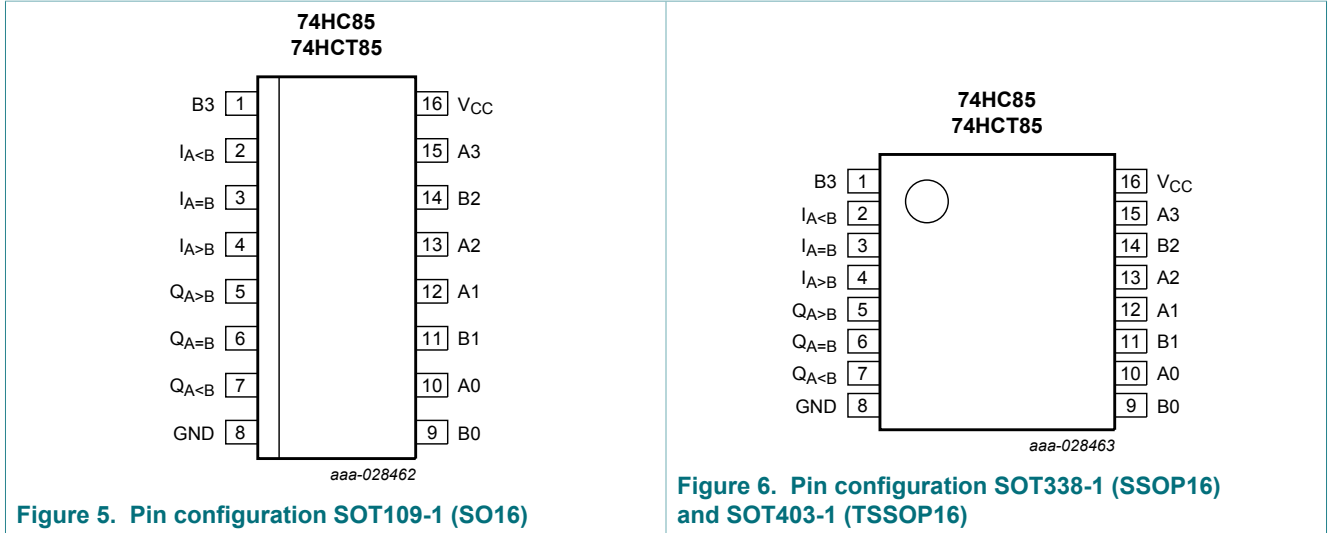 74HC85
74HCT85
B3 1
16 VCC
IA<B 2
15 A3
IA=B 3
14 B2
IA>B 4
13 A2
QA>B 5
12 A1
QA=B 6
11 B1
QA<B 7
10 A0
GND 8
9 B0
aaa-028462
Figure 5. Pin configuration SOT109-1 (SO16)
74HC85
74HCT85
B3 1
16 VCC
IA<B 2
15 A3
IA=B 3
14 B2
IA>B 4
13 A2
QA>B 5
12 A1
QA=B 6
11 B1
QA<B 7
10 A0
GND 8
9 B0
aaa-028463
Figure 6. Pin configuration SOT338-1 (SSOP16)
and SOT403-1 (TSSOP16)